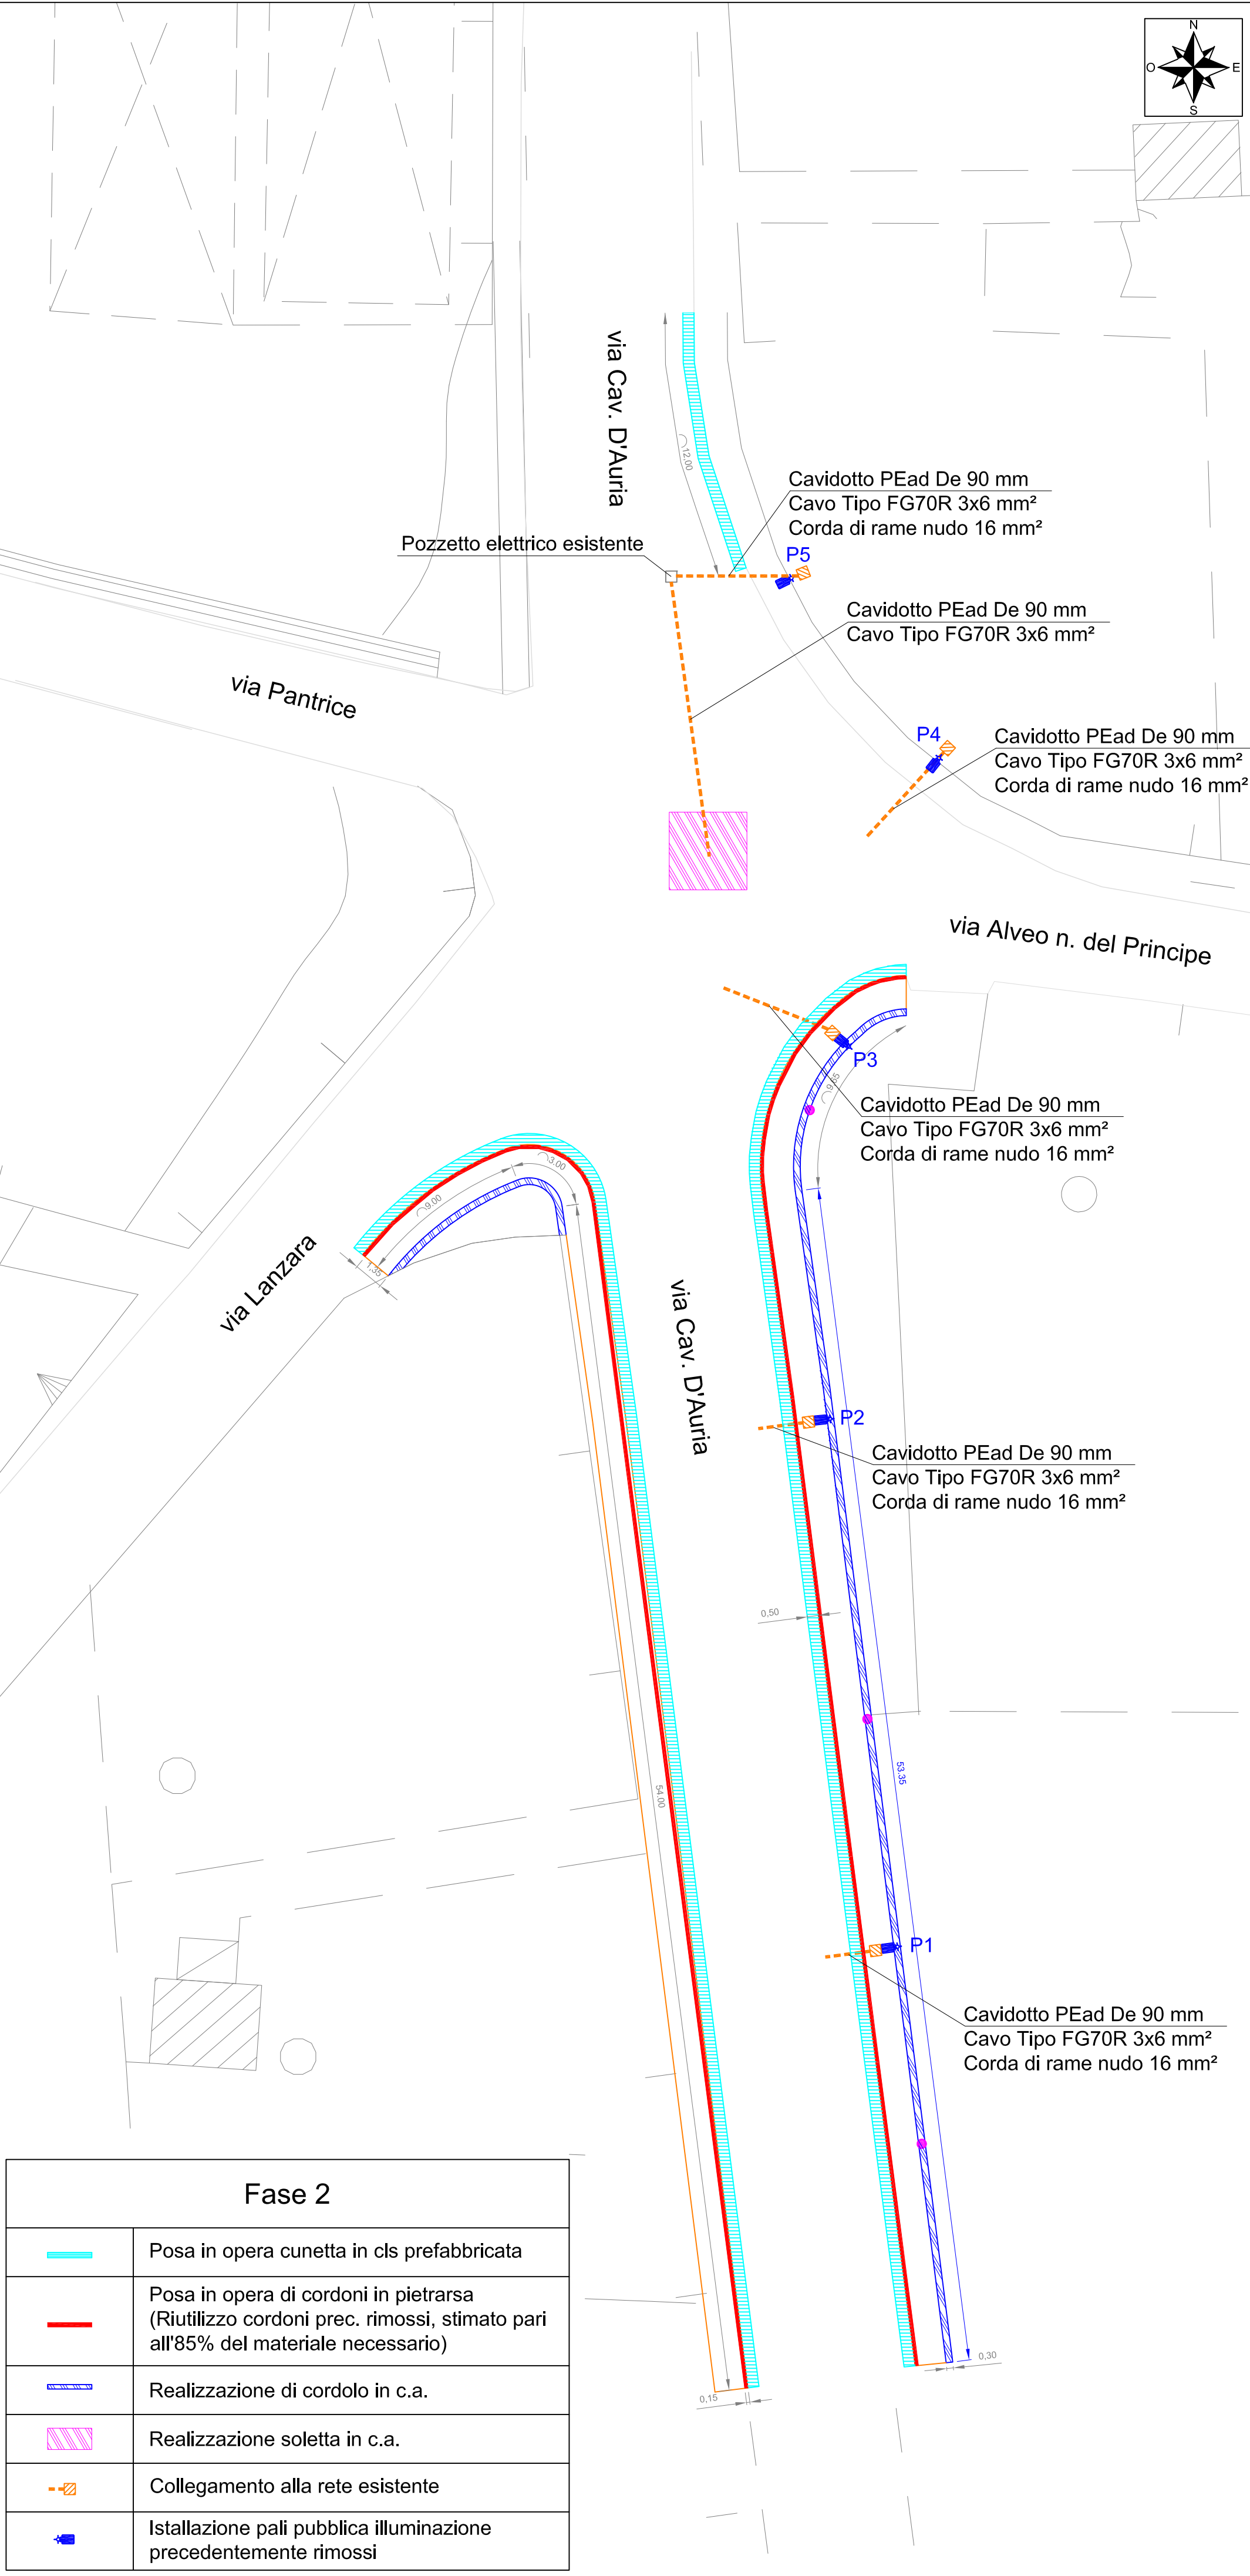 N
O
E
S
via Cav. D'Auria
12,00
Cavidotto PEad De 90 mm
Cavo Tipo FG70R 3x6 mm²
Corda di rame nudo 16 mm²
Pozzetto elettrico esistente
P5
Cavidotto PEad De 90 mm
Cavo Tipo FG70R 3x6 mm²
via Pantrice
P4
Cavidotto PEad De 90 mm
Cavo Tipo FG70R 3x6 mm²
Corda di rame nudo 16 mm²
via Alveo n. del Principe
P3
9,65
Cavidotto PEad De 90 mm
Cavo Tipo FG70R 3x6 mm²
Corda di rame nudo 16 mm²
3.00
9.00
1,35
via Lanzara
via Cav. D'Auria
P2
Cavidotto PEad De 90 mm
Cavo Tipo FG70R 3x6 mm²
Corda di rame nudo 16 mm²
0,50
53.35
54.00
P1
Cavidotto PEad De 90 mm
Cavo Tipo FG70R 3x6 mm²
Corda di rame nudo 16 mm²
0,30
0,15
Fase 2
Posa in opera cunetta in cls prefabbricata
Posa in opera di cordoni in pietrarsa
(Riutilizzo cordoni prec. rimossi, stimato pari
all'85% del materiale necessario)
Realizzazione di cordolo in c.a.
Realizzazione soletta in c.a.
Collegamento alla rete esistente
Istallazione pali pubblica illuminazione
precedentemente rimossi